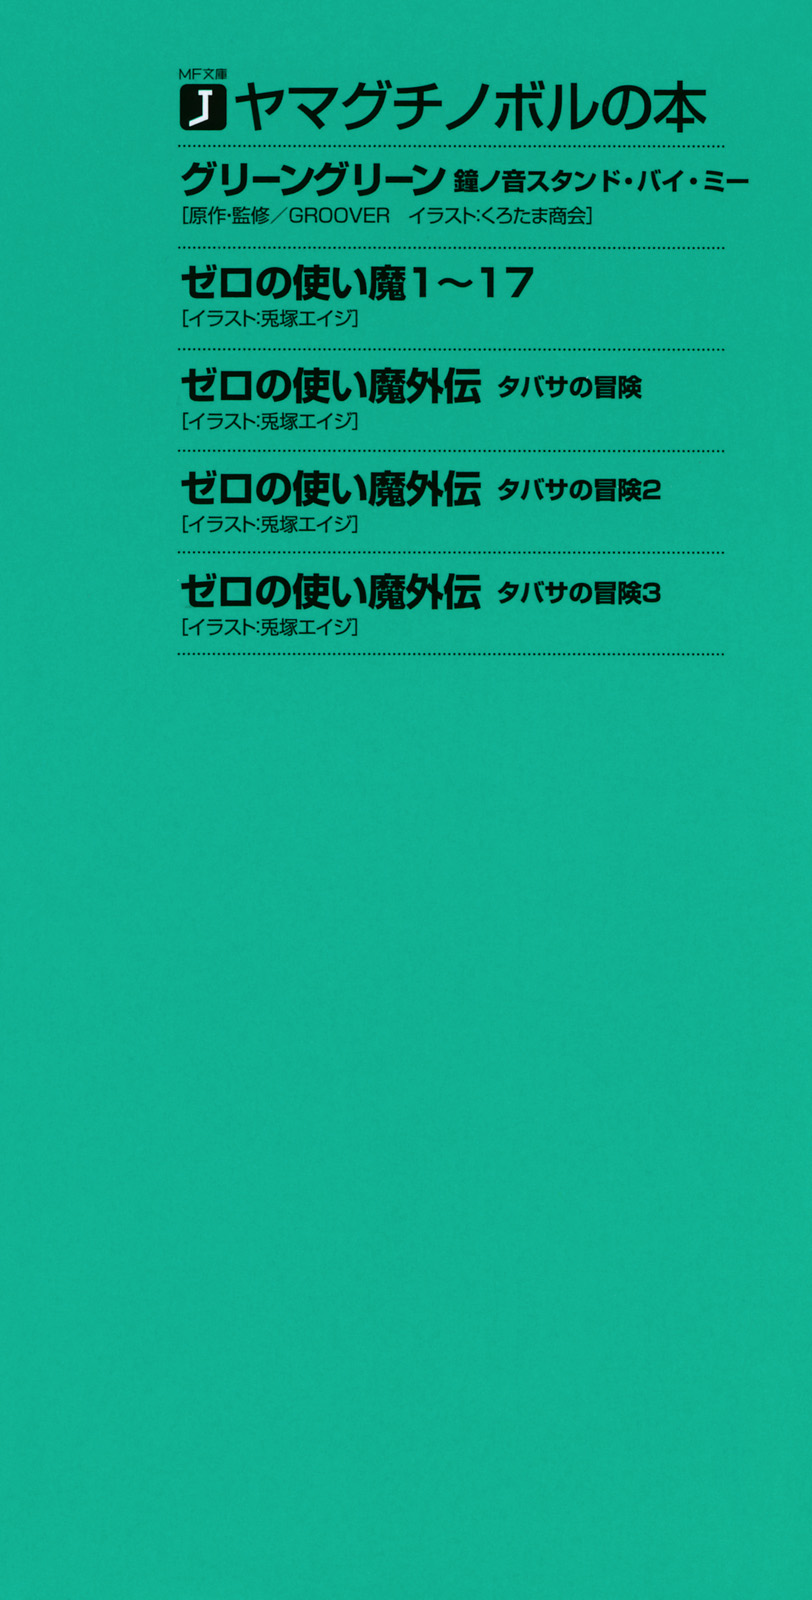 MF文庫
J ヤマグチノボルの本
グリーングリーン 鐘ノ音スタンド・バイ・ミー
[原作・監修／GROOVER　イラスト:くろたま商会]
ゼロの使い魔1～17
[イラスト:兎塚エイジ]
ゼロの使い魔外伝 タバサの冒険
[イラスト:兎塚エイジ]
ゼロの使い魔外伝 タバサの冒険2
[イラスト:兎塚エイジ]
ゼロの使い魔外伝 タバサの冒険3
[イラスト:兎塚エイジ]